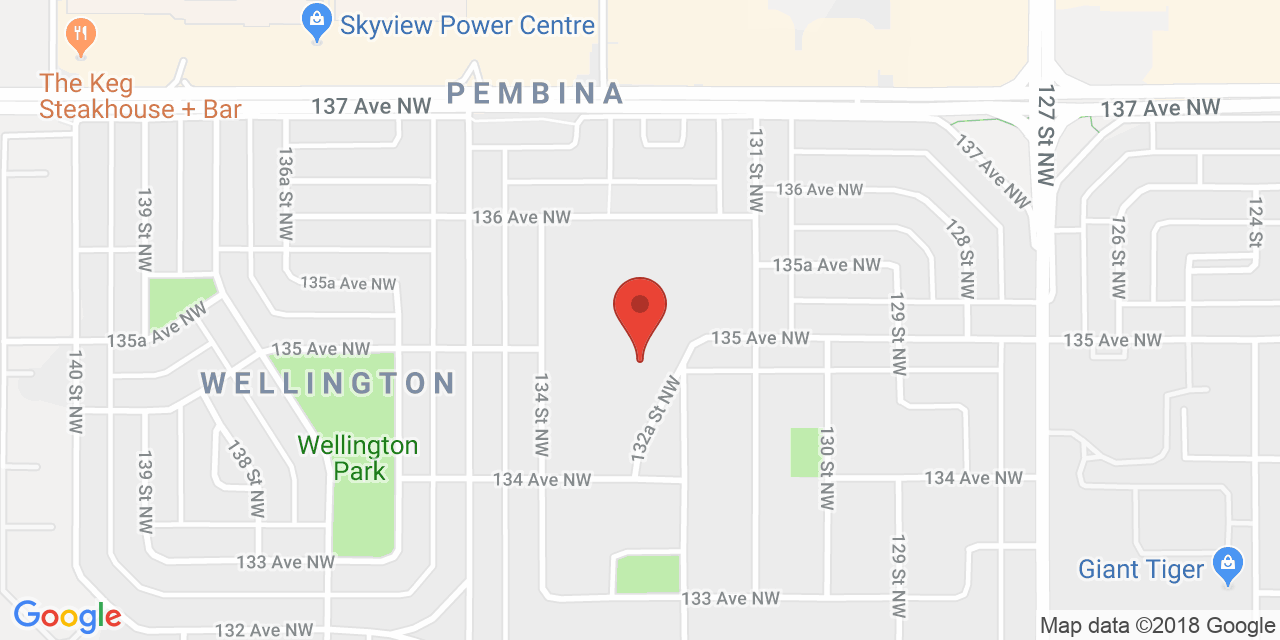 Skyview Power Centre
The Keg
Steakhouse + Bar
PEMBINA
137 Ave NW
137 Ave NW
127 St NW
137 Ave NW
131 St NW
136a St NW
139 St NW
136 Ave NW
136 Ave NW
128 St NW
126 St NW
124 St
135a Ave NW
135a Ave NW
135a Ave NW
129 St NW
135 Ave NW
135 Ave NW
135 Ave NW
140 St NW
WELLINGTON
134 St NW
132a St NW
Wellington
Park
130 St NW
138 St NW
139 St NW
134 Ave NW
134 Ave NW
129 St NW
133 Ave NW
133 Ave NW
Giant Tiger
132 Ave NW
Google
Map data ©2018 Google